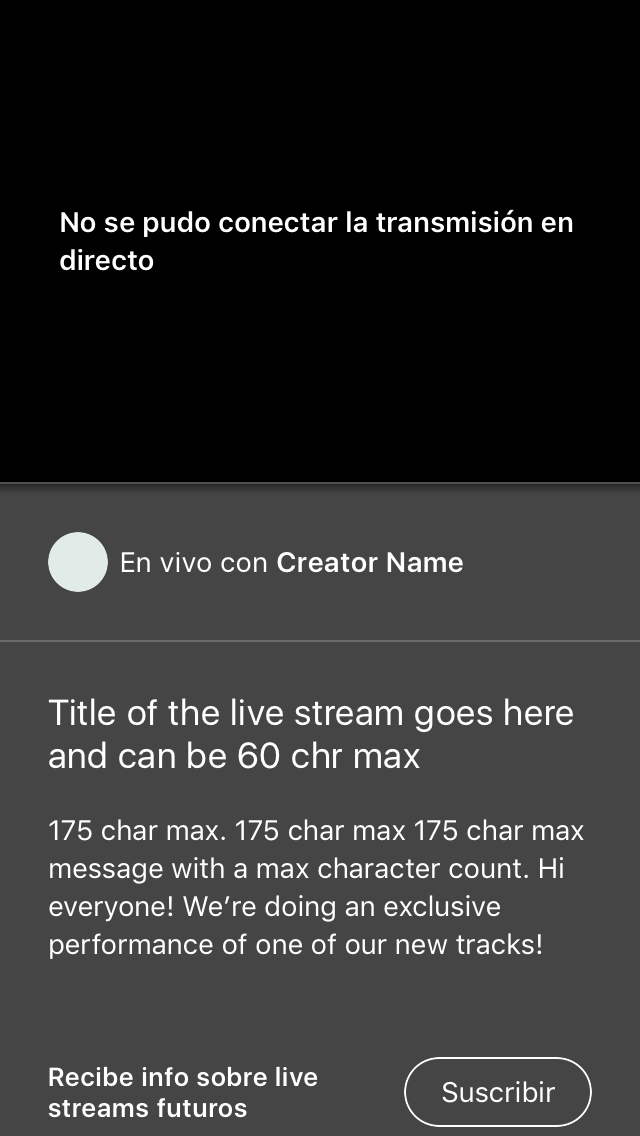 No se pudo conectar la transmisión en
directo
En vivo con Creator Name
Title of the live stream goes here
and can be 60 chr max
175 char max. 175 char max 175 char max
message with a max character count. Hi
everyone! We’re doing an exclusive
performance of one of our new tracks!
Recibe info sobre live
streams futuros
Suscribir